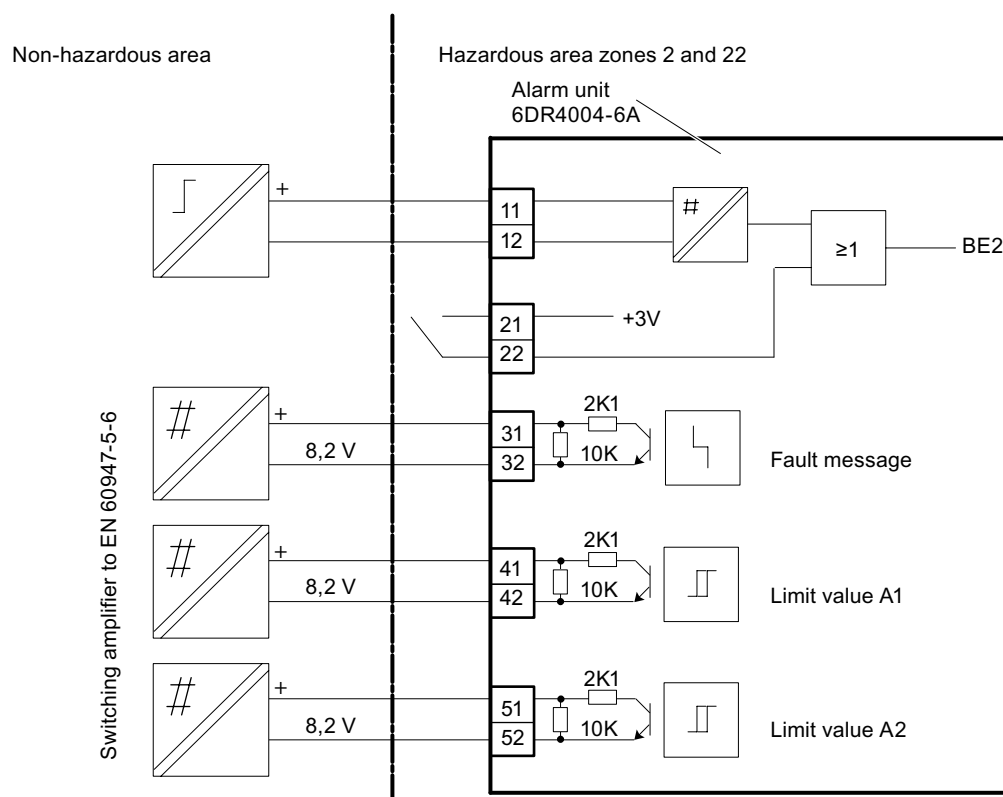 Non-hazardous area
Hazardous area zones 2 and 22
Alarm unit
6DR4004-6A
+
11
12
#
≥1
BE2
21
22
+3V
Switching amplifier to EN 60947-5-6
#
+
8,2 V
31
32
2K1
10K
Fault message
#
+
8,2 V
41
42
2K1
10K
Limit value A1
#
+
8,2 V
51
52
2K1
10K
Limit value A2